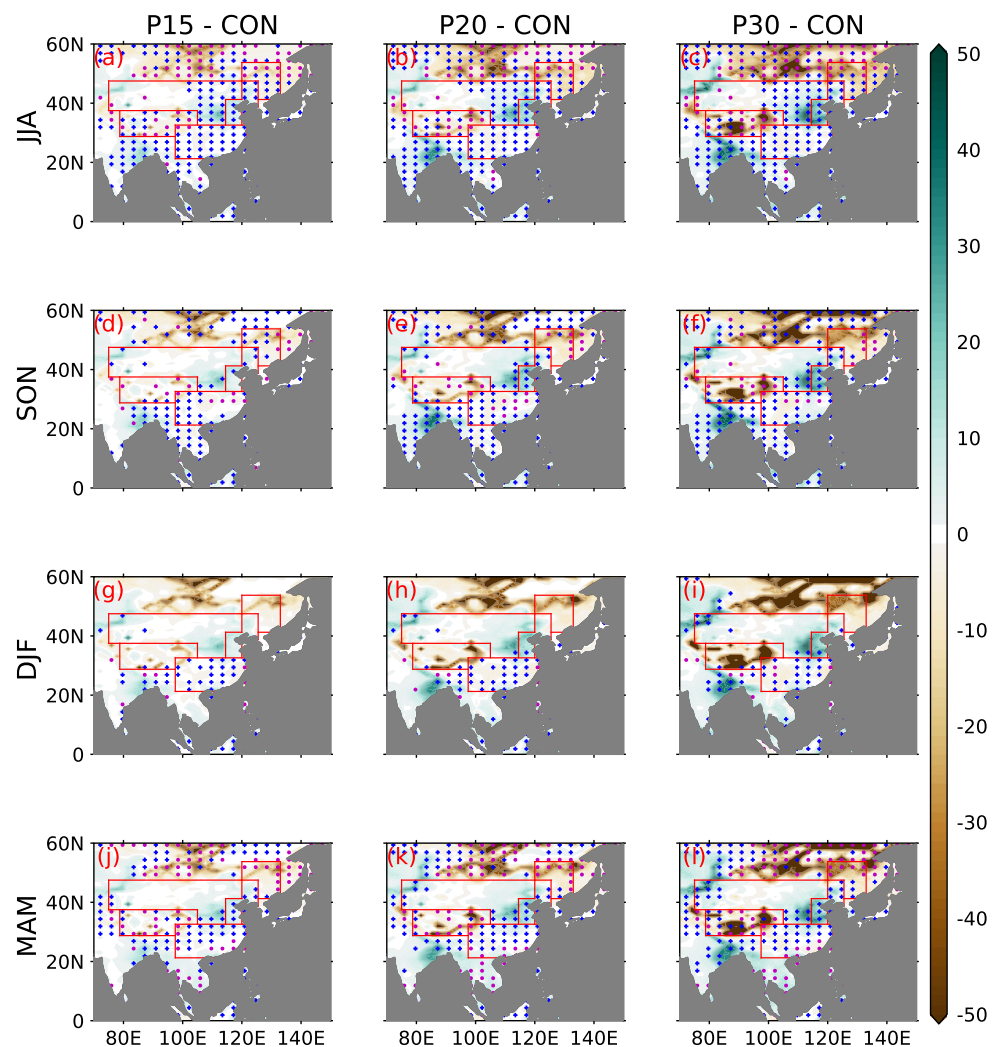 P15 - CON P20 - CON P30 - CON
60N (a) (b) (c) 50
40N 40
JJA
20N
0 30
60N (d) (e) (f)
20
40N
SON
20N 10
0
0
60N (g) (h) (i)
-10
40N
DJF
20N -20
0
-30
60N (j) (k) (l)
40N -40
MAM
20N
0 -50
80E 100E 120E 140E 80E 100E 120E 140E 80E 100E 120E 140E